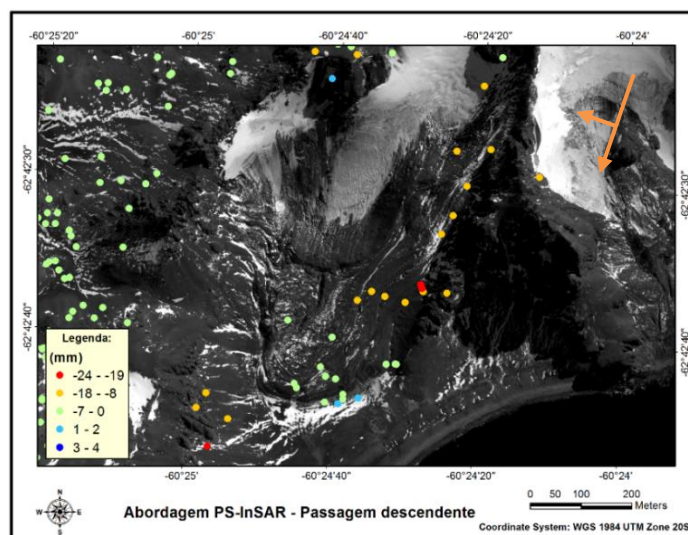 -60°25'20" -60°25' -60°24'40" -60°24'20" -60°24'
-62°42'30"
-62°42'30"
-62°42'40"
-62°42'40"
Legenda:
(mm)
-24 - -19
-18 - -8
-7 - 0
1 - 2
3 - 4
-60°25' -60°24'40" -60°24'20" -60°24'
N
W E
S
Abordagem PS-InSAR - Passagem descendente
0 50 100 200
Meters
Coordinate System: WGS 1984 UTM Zone 20S